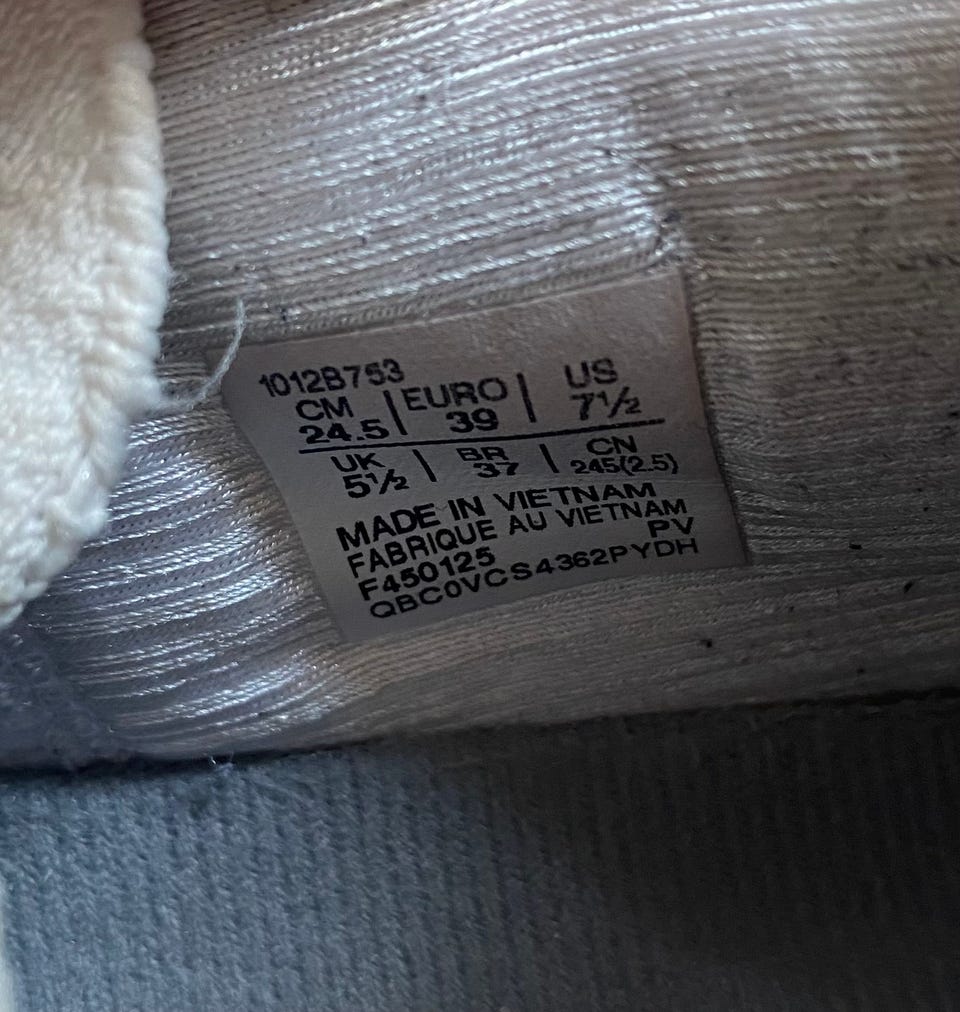 1012B753
CM 24.5 | EURO 39 | US 7½
UK 5½ | BR 37 | CN 245(2.5)
MADE IN VIETNAM
FABRIQUE AU VIETNAM
F450125 PV
QBC0VCS4362PYDH